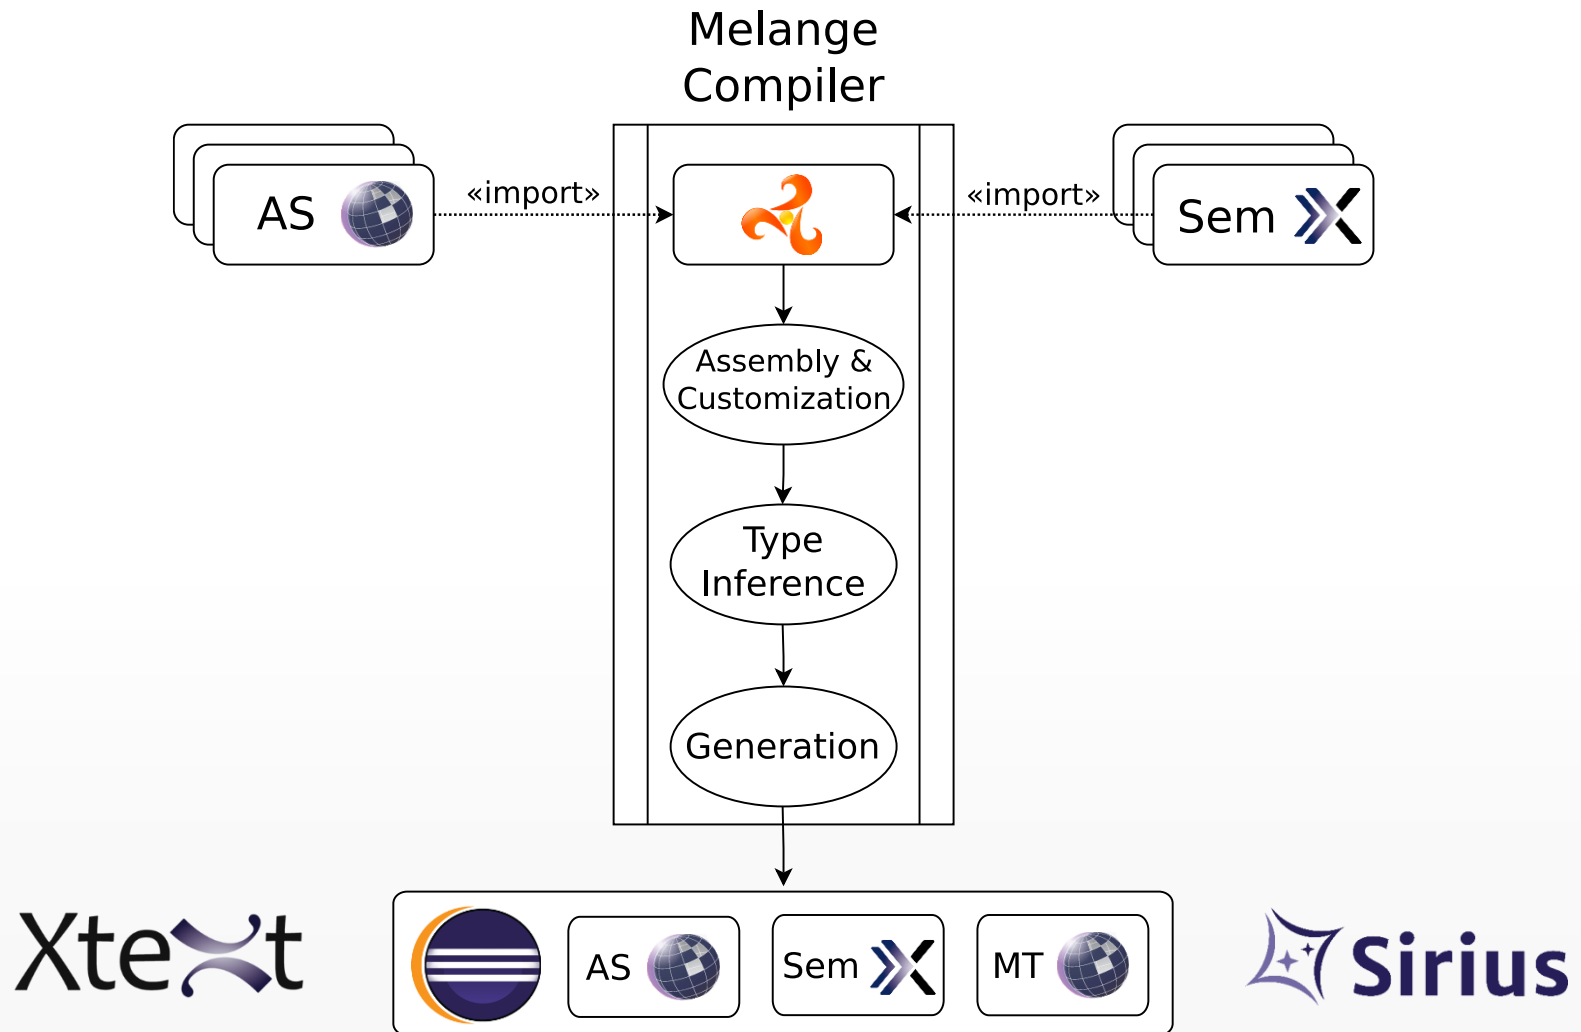 Melange
Compiler
AS
«import»
«import»
Sem
Assembly &
Customization
Type
Inference
Generation
Xtext
AS
Sem
MT
Sirius